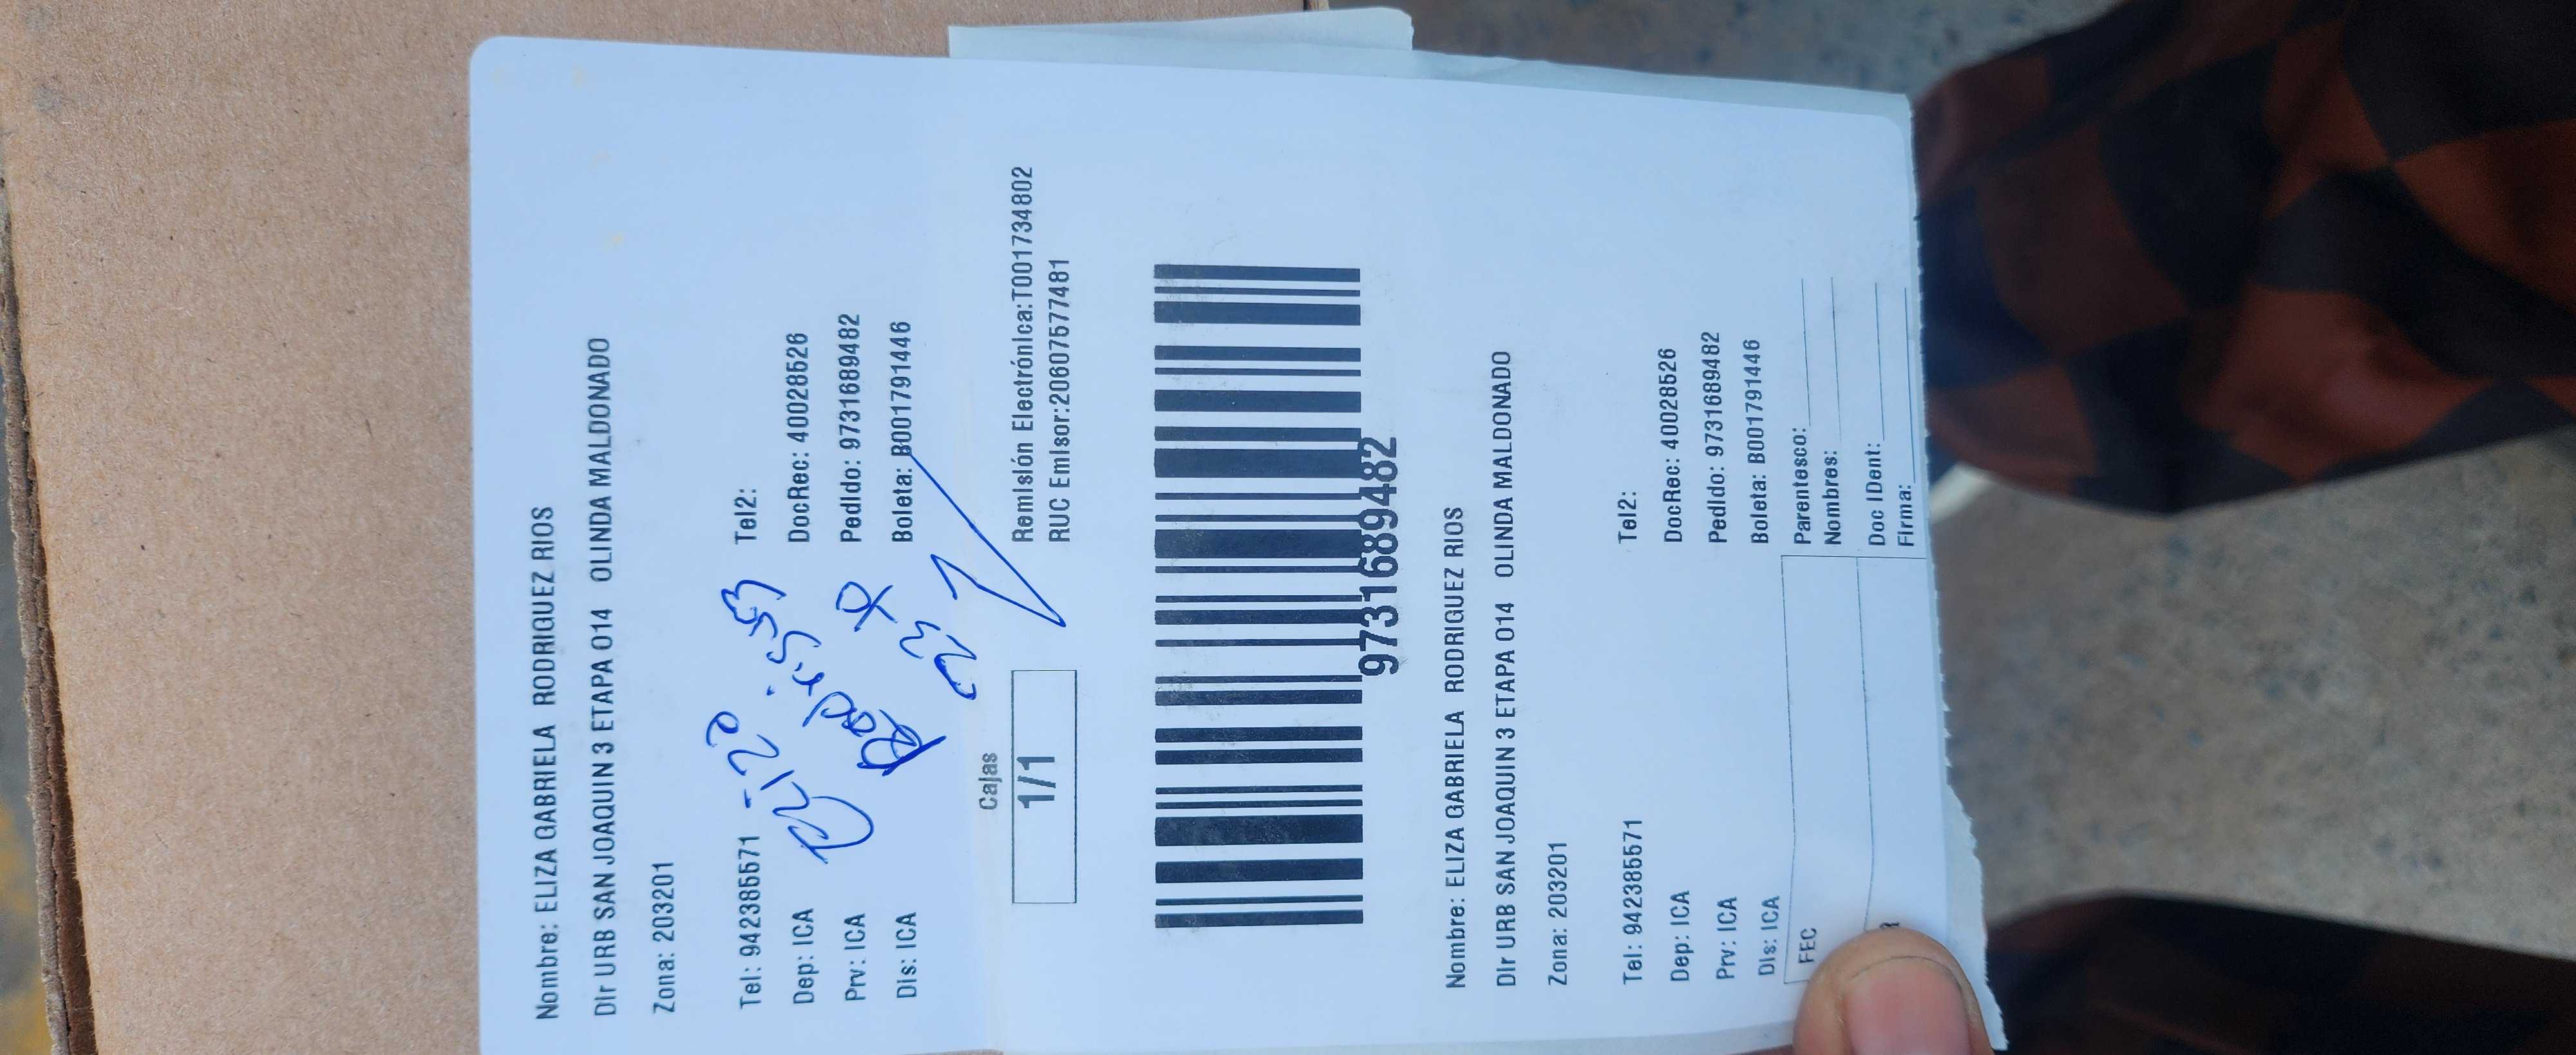 Nombre: ELIZA GABRIELA RODRIQUEZ RIOS
Dir URB SAN JOAQUIN 3 ETAPA O14 OLINDA MALDONADO
Zona: 203201
Tel: 942385571 Tel2:
Dep: ICA DocRec: 40028526
Prv: ICA Pedido: 9731689482
Dis: ICA Boleta: B001791446
Cajas
1/1
Remisión Electrónica:T001734802
RUC Emisor:20607577481
9731689482
Nombre: ELIZA GABRIELA RODRIGUEZ RIOS
Dir URB SAN JOAQUIN 3 ETAPA O14 OLINDA MALDONADO
Zona: 203201
Tel: 942385571 Tel2:
Dep: ICA DocRec: 40028526
Prv: ICA Pedido: 9731689482
Dis: ICA Boleta: B001791446
FEC Parentesco:
Nombres:
Doc IDent:
Firma: